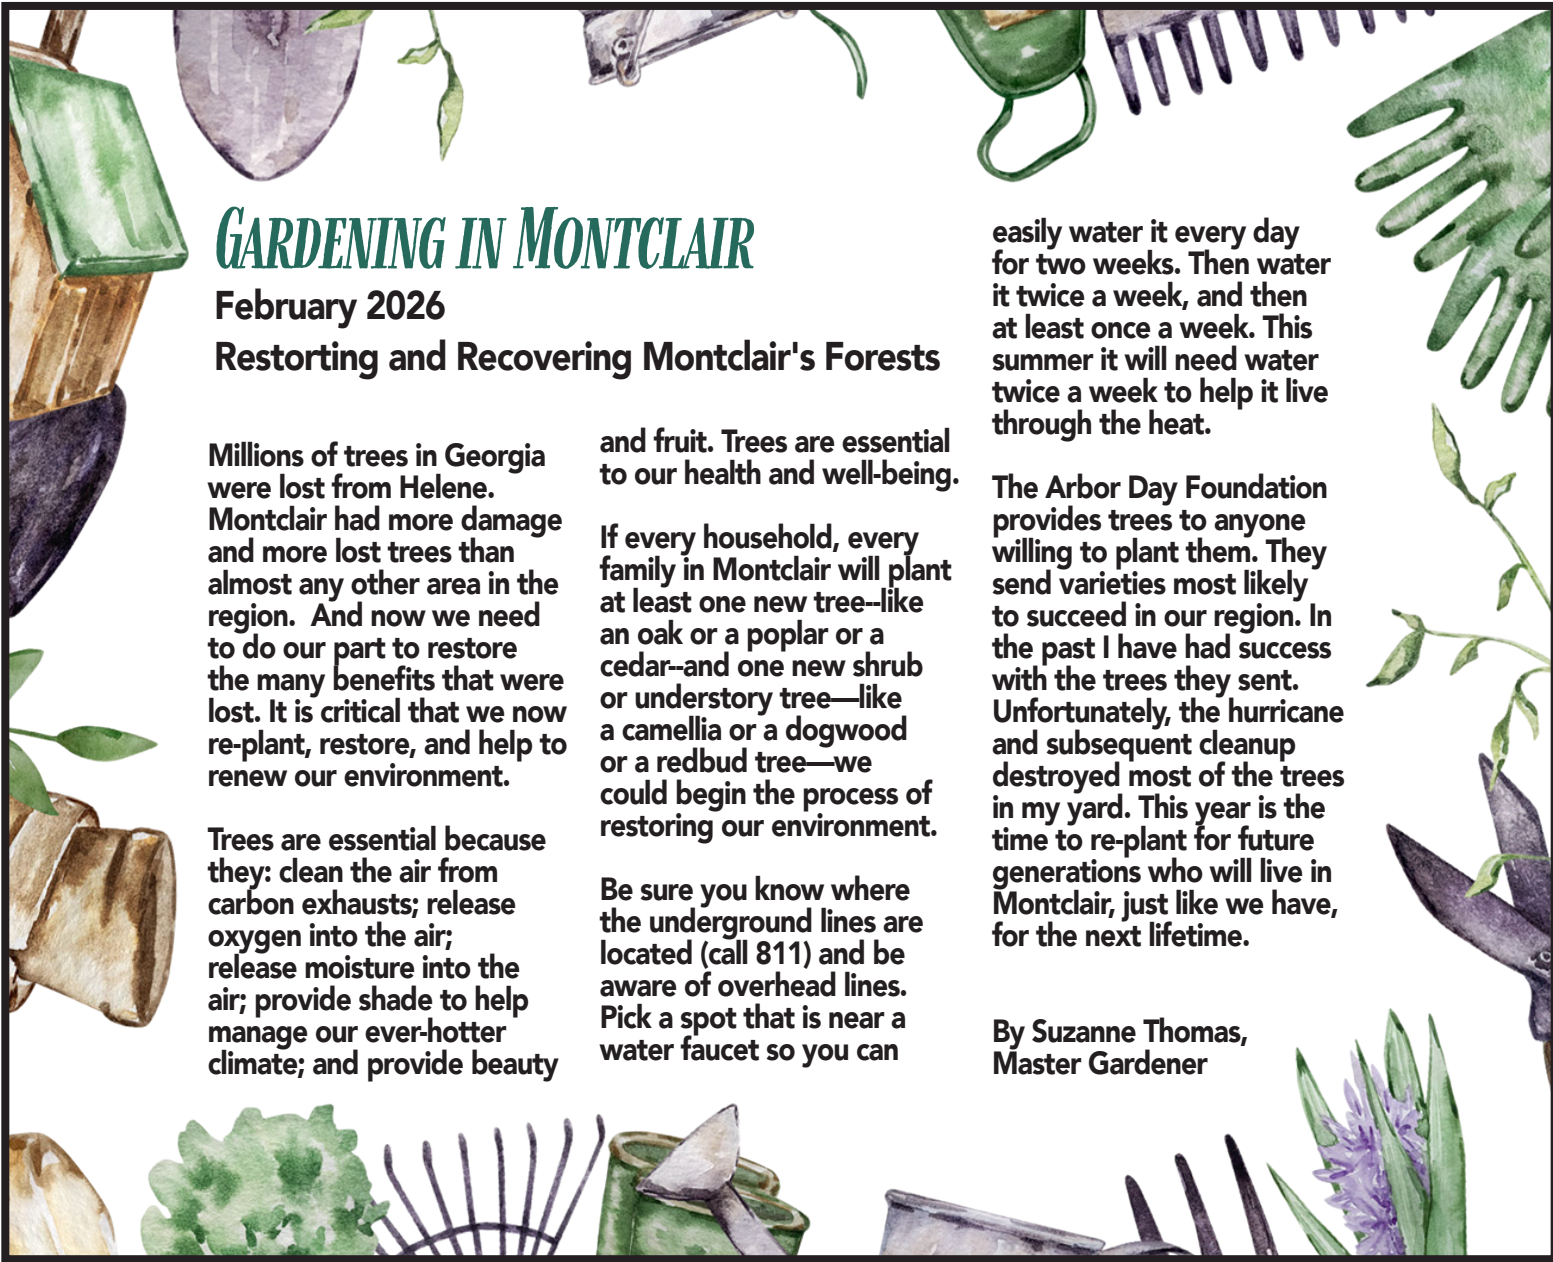 Gardening in Montclair
February 2026
Restorting and Recovering Montclair's Forests
Millions of trees in Georgia
were lost from Helene.
Montclair had more damage
and more lost trees than
almost any other area in the
region.  And now we need
to do our part to restore
the many benefits that were
lost. It is critical that we now
re-plant, restore, and help to
renew our environment.
Trees are essential because
they: clean the air from
carbon exhausts; release
oxygen into the air;
release moisture into the
air; provide shade to help
manage our ever-hotter
climate; and provide beauty
and fruit. Trees are essential
to our health and well-being.
If every household, every
family in Montclair will plant
at least one new tree--like
an oak or a poplar or a
cedar--and one new shrub
or understory tree—like
a camellia or a dogwood
or a redbud tree—we
could begin the process of
restoring our environment.
Be sure you know where
the underground lines are
located (call 811) and be
aware of overhead lines.
Pick a spot that is near a
water faucet so you can
easily water it every day
for two weeks. Then water
it twice a week, and then
at least once a week. This
summer it will need water
twice a week to help it live
through the heat.
The Arbor Day Foundation
provides trees to anyone
willing to plant them. They
send varieties most likely
to succeed in our region. In
the past I have had success
with the trees they sent.
Unfortunately, the hurricane
and subsequent cleanup
destroyed most of the trees
in my yard. This year is the
time to re-plant for future
generations who will live in
Montclair, just like we have,
for the next lifetime.
By Suzanne Thomas,
Master Gardener